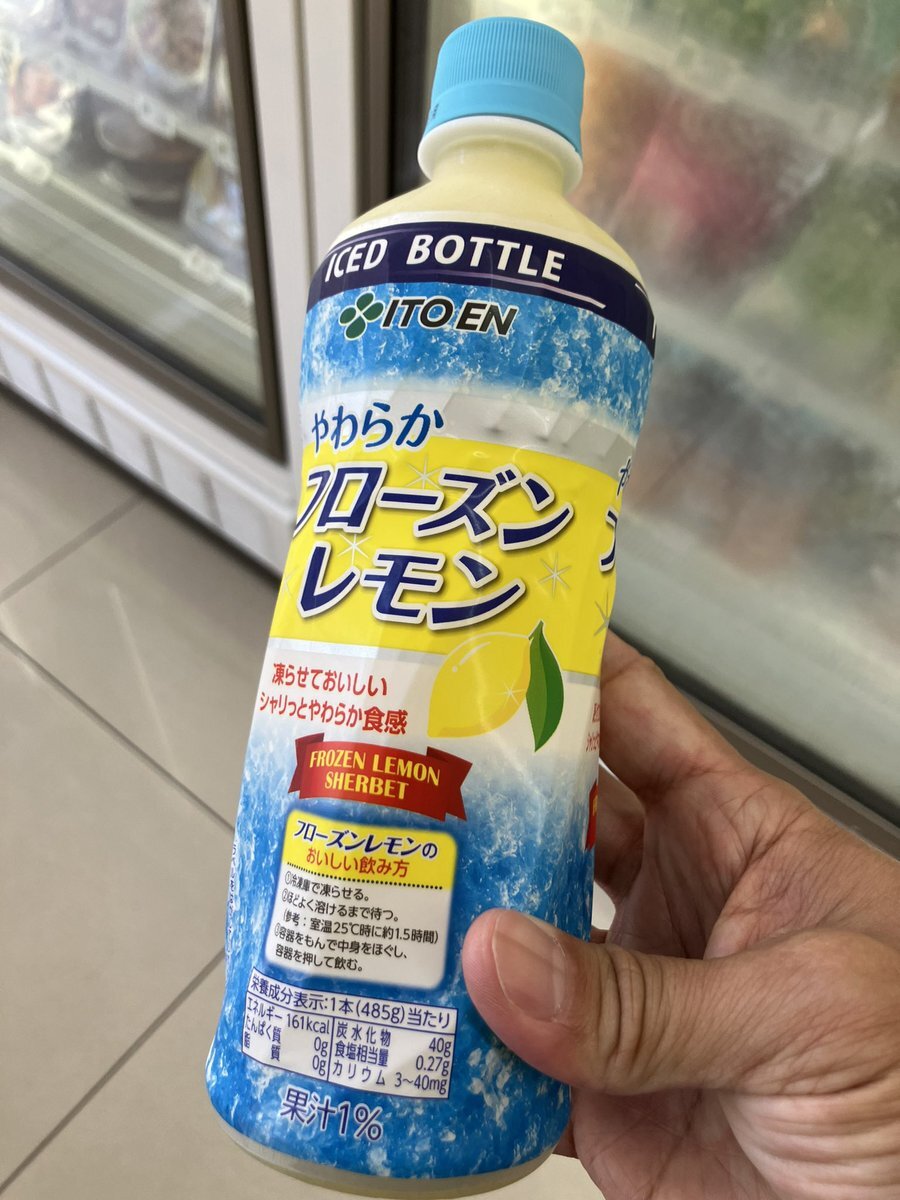 ICED BOTTLE
ITO EN
やわらか
フローズン
レモン
凍らせておいしい
シャリっとやわらか食感
FROZEN LEMON
SHERBET
フローズンレモンの
おいしい飲み方
①冷凍庫で凍らせる。
②ほどよく溶けるまで待つ。
(参考：室温25℃時に約1.5時間)
③容器をもんで中身をほぐし、
容器を押して飲む。
栄養成分表示:1本(485g)当たり
エネルギー 161kcal 炭水化物 40g
たんぱく質 0g 食塩相当量 0.27g
脂質 0g カリウム 3~40mg
果汁1%